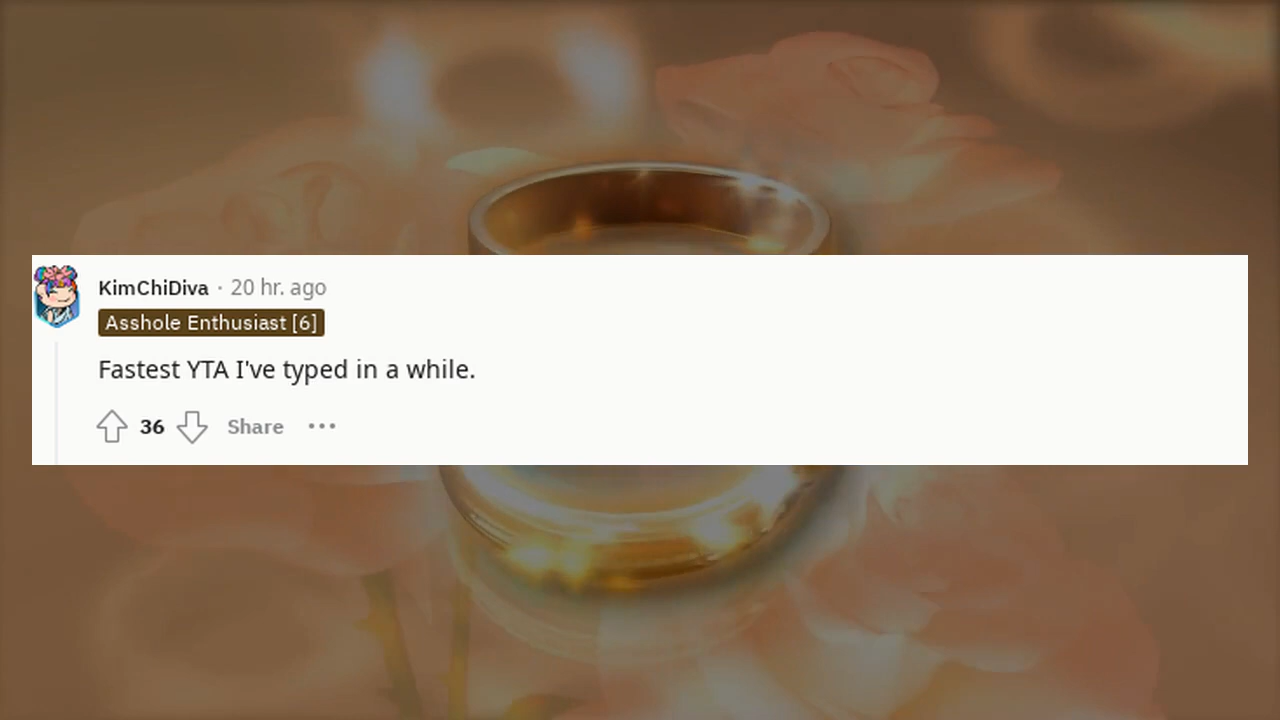 KimChiDiva · 20 hr. ago
Asshole Enthusiast [6]
Fastest YTA I've typed in a while.
36 Share •••